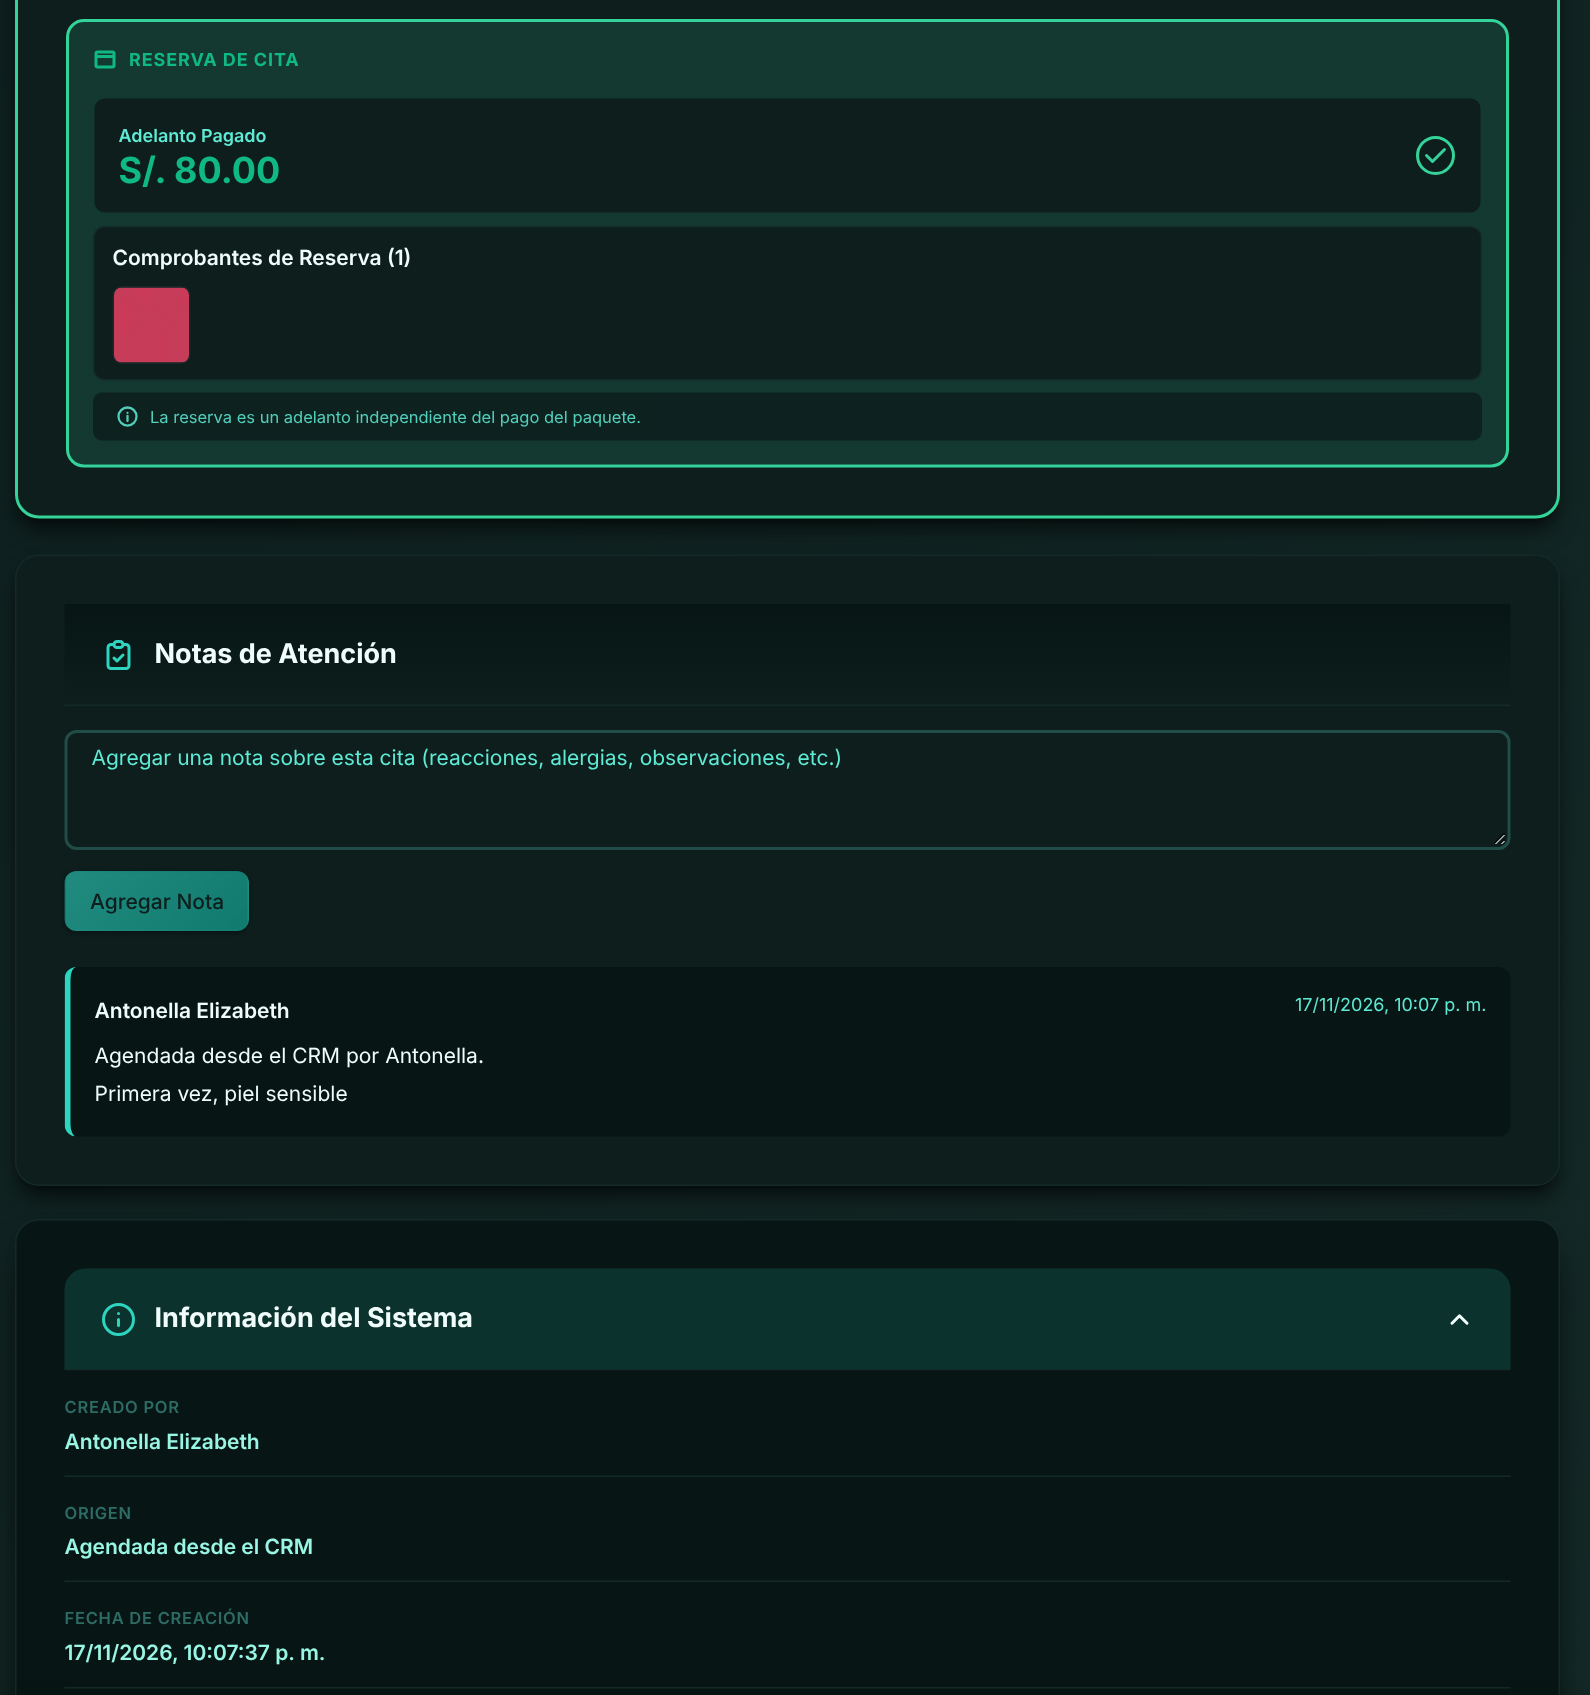 RESERVA DE CITA
Adelanto Pagado
S/. 80.00
Comprobantes de Reserva (1)
La reserva es un adelanto independiente del pago del paquete.
Notas de Atención
Agregar una nota sobre esta cita (reacciones, alergias, observaciones, etc.)
Agregar Nota
Antonella Elizabeth
17/11/2026, 10:07 p. m.
Agendada desde el CRM por Antonella.
Primera vez, piel sensible
Información del Sistema
CREADO POR
Antonella Elizabeth
ORIGEN
Agendada desde el CRM
FECHA DE CREACIÓN
17/11/2026, 10:07:37 p. m.